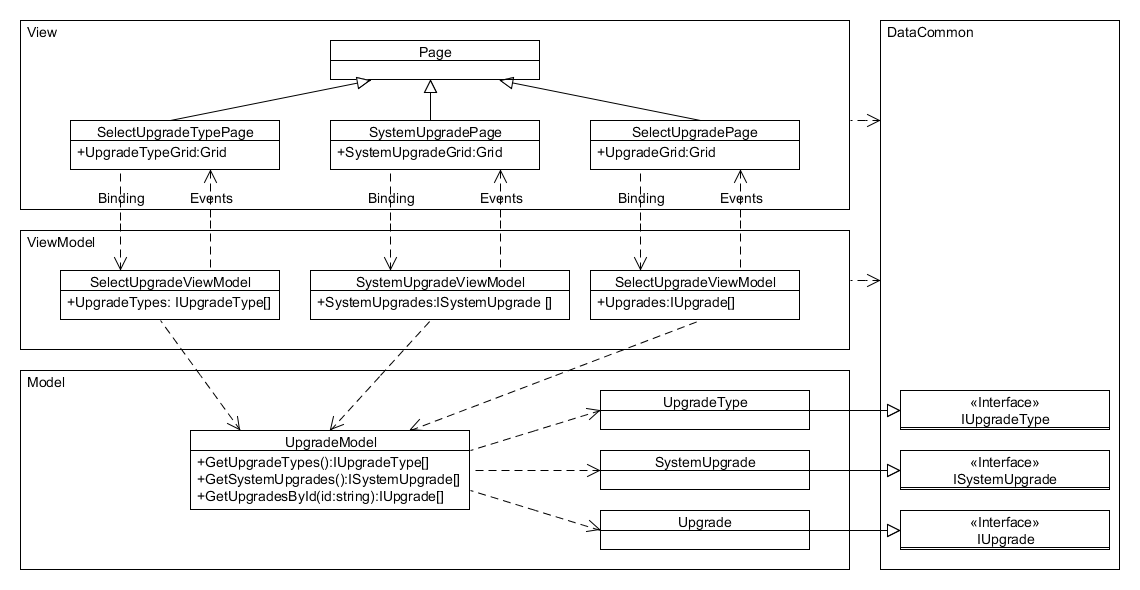 View
DataCommon
Page
SelectUpgradeTypePage
+UpgradeTypeGrid:Grid
SystemUpgradePage
+SystemUpgradeGrid:Grid
SelectUpgradePage
+UpgradeGrid:Grid
Binding
Events
Binding
Events
Binding
Events
ViewModel
SelectUpgradeViewModel
+UpgradeTypes: IUpgradeType[]
SystemUpgradeViewModel
+SystemUpgrades:ISystemUpgrade []
SelectUpgradeViewModel
+Upgrades:IUpgrade[]
Model
UpgradeModel
+GetUpgradeTypes():IUpgradeType[]
+GetSystemUpgrades():ISystemUpgrade[]
+GetUpgradesById(id:string):IUpgrade[]
UpgradeType
SystemUpgrade
Upgrade
«Interface»
IUpgradeType
«Interface»
ISystemUpgrade
«Interface»
IUpgrade